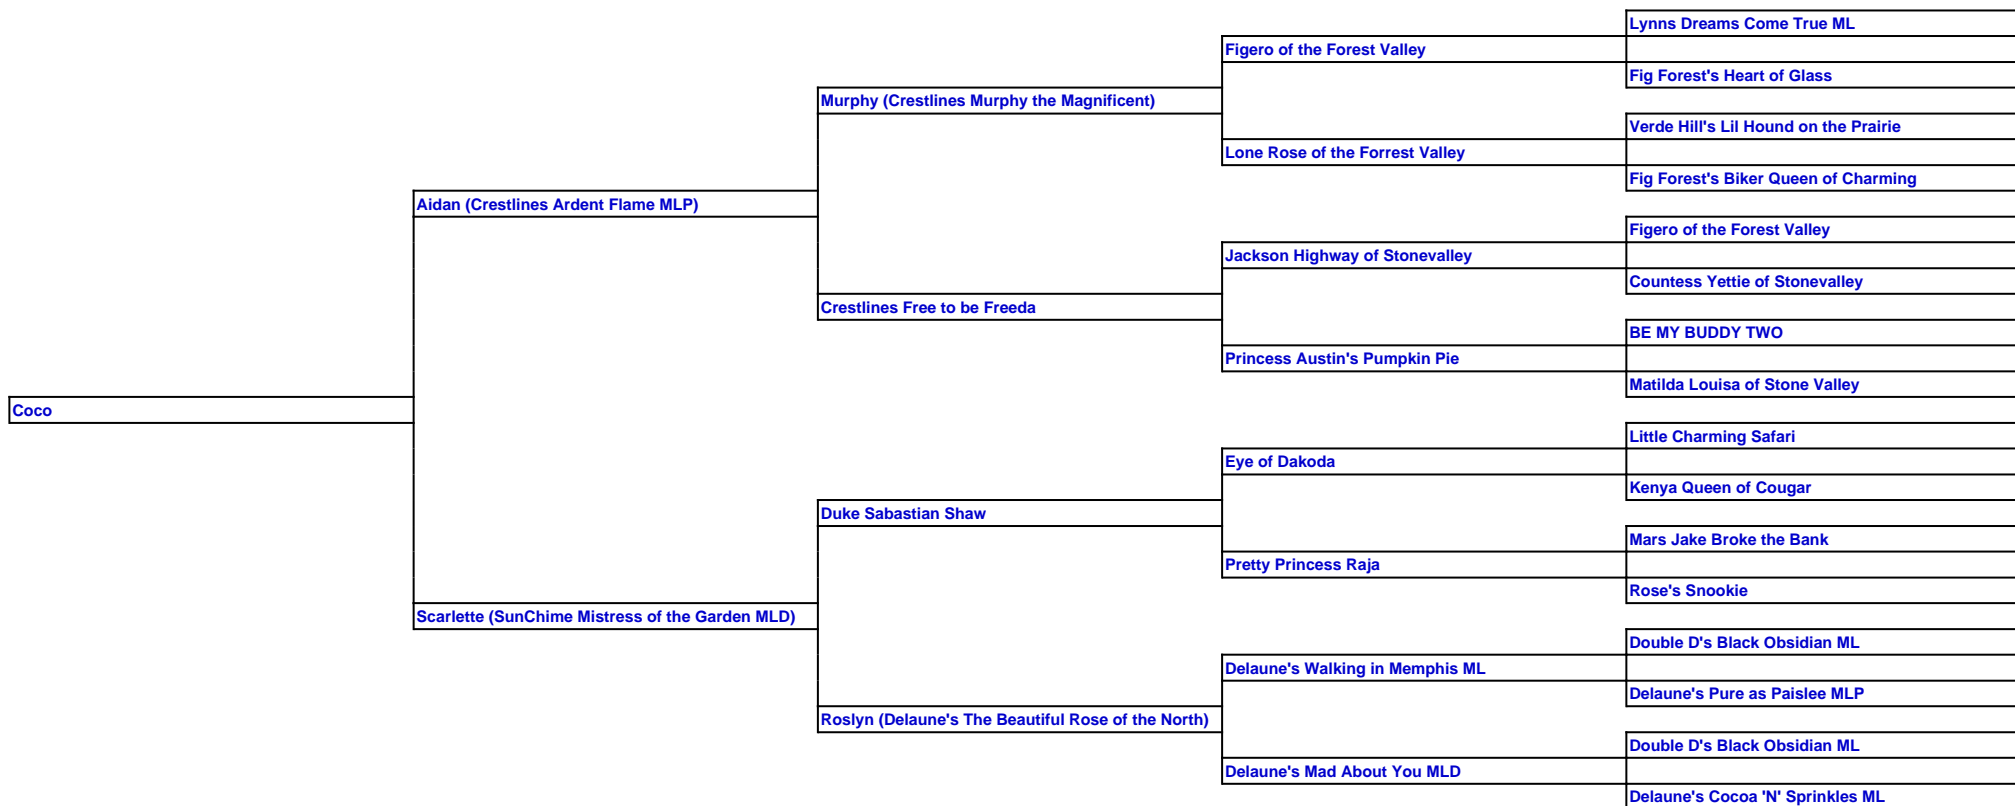 Lynns Dreams Come True ML
Figero of the Forest Valley
Fig Forest's Heart of Glass
Murphy (Crestlines Murphy the Magnificent)
Verde Hill's Lil Hound on the Prairie
Lone Rose of the Forrest Valley
Fig Forest's Biker Queen of Charming
Aidan (Crestlines Ardent Flame MLP)
Figero of the Forest Valley
Jackson Highway of Stonevalley
Countess Yettie of Stonevalley
Crestlines Free to be Freeda
BE MY BUDDY TWO
Princess Austin's Pumpkin Pie
Matilda Louisa of Stone Valley
Coco
Little Charming Safari
Eye of Dakoda
Kenya Queen of Cougar
Duke Sabastian Shaw
Mars Jake Broke the Bank
Pretty Princess Raja
Rose's Snookie
Scarlette (SunChime Mistress of the Garden MLD)
Double D's Black Obsidian ML
Delaune's Walking in Memphis ML
Delaune's Pure as Paislee MLP
Roslyn (Delaune's The Beautiful Rose of the North)
Double D's Black Obsidian ML
Delaune's Mad About You MLD
Delaune's Cocoa 'N' Sprinkles ML